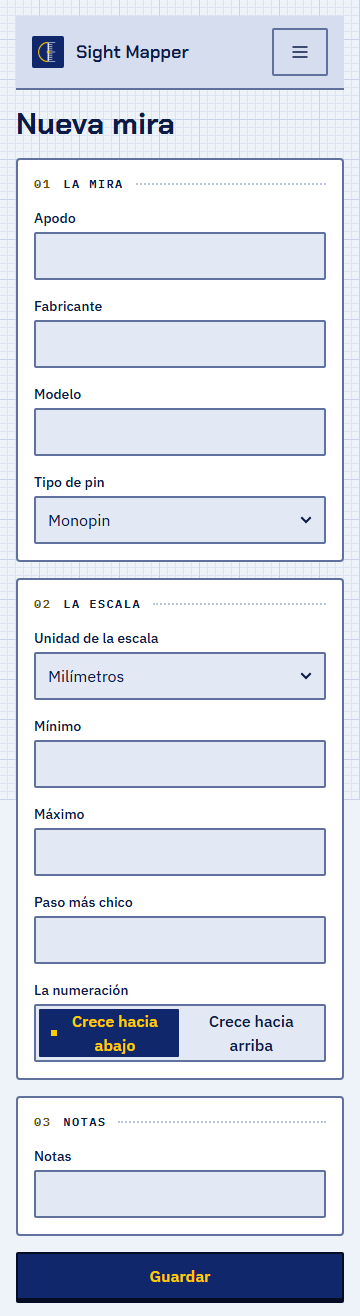 Sight Mapper
Nueva mira
01 LA MIRA
Apodo
Fabricante
Modelo
Tipo de pin
Monopin
02 LA ESCALA
Unidad de la escala
Milímetros
Mínimo
Máximo
Paso más chico
La numeración
Crece hacia abajo
Crece hacia arriba
03 NOTAS
Notas
Guardar